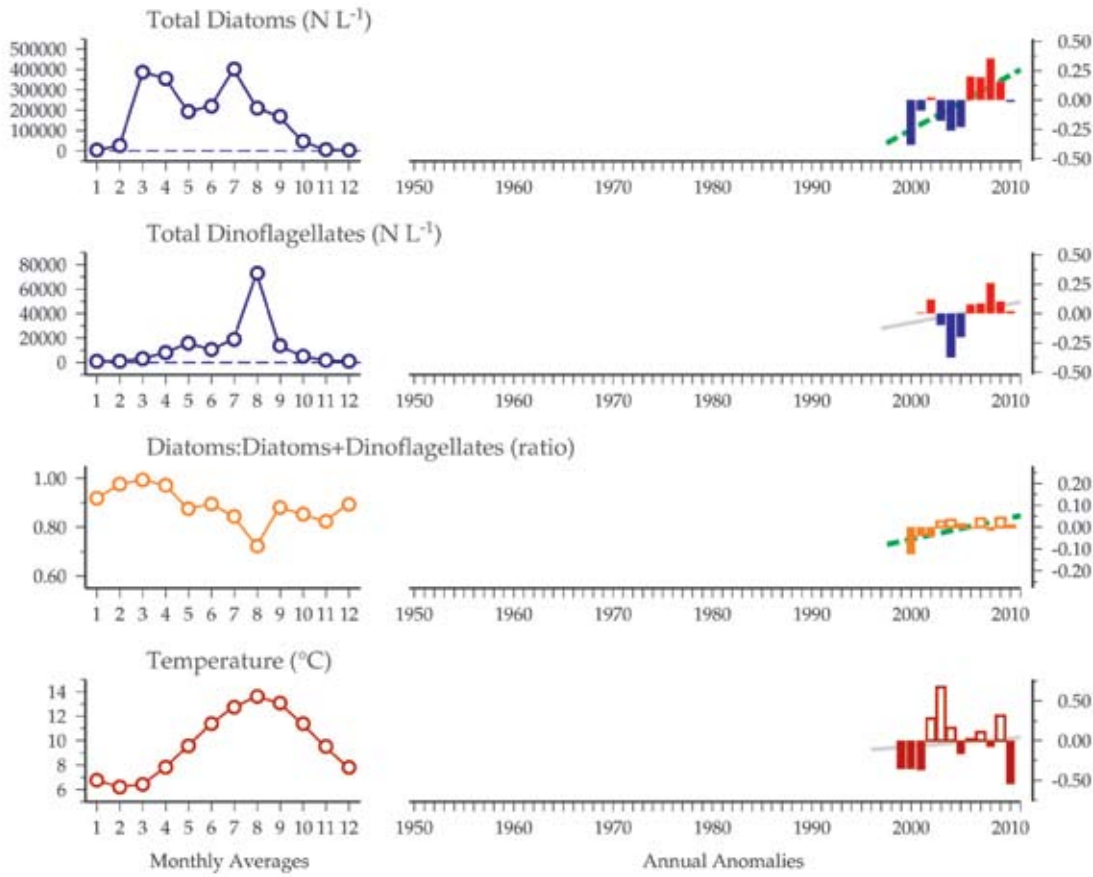 Total Diatoms (N L⁻¹)
500000
400000
300000
200000
100000
0
1 2 3 4 5 6 7 8 9 10 11 12
1950 1960 1970 1980 1990 2000 2010
0.50
0.25
0.00
-0.25
-0.50
Total Dinoflagellates (N L⁻¹)
80000
60000
40000
20000
0
1 2 3 4 5 6 7 8 9 10 11 12
1950 1960 1970 1980 1990 2000 2010
0.50
0.25
0.00
-0.25
-0.50
Diatoms:Diatoms+Dinoflagellates (ratio)
1.00
0.80
0.60
1 2 3 4 5 6 7 8 9 10 11 12
1950 1960 1970 1980 1990 2000 2010
0.20
0.10
0.00
-0.10
-0.20
Temperature (°C)
14
12
10
8
6
1 2 3 4 5 6 7 8 9 10 11 12
1950 1960 1970 1980 1990 2000 2010
0.50
0.00
-0.50
Monthly Averages
Annual Anomalies